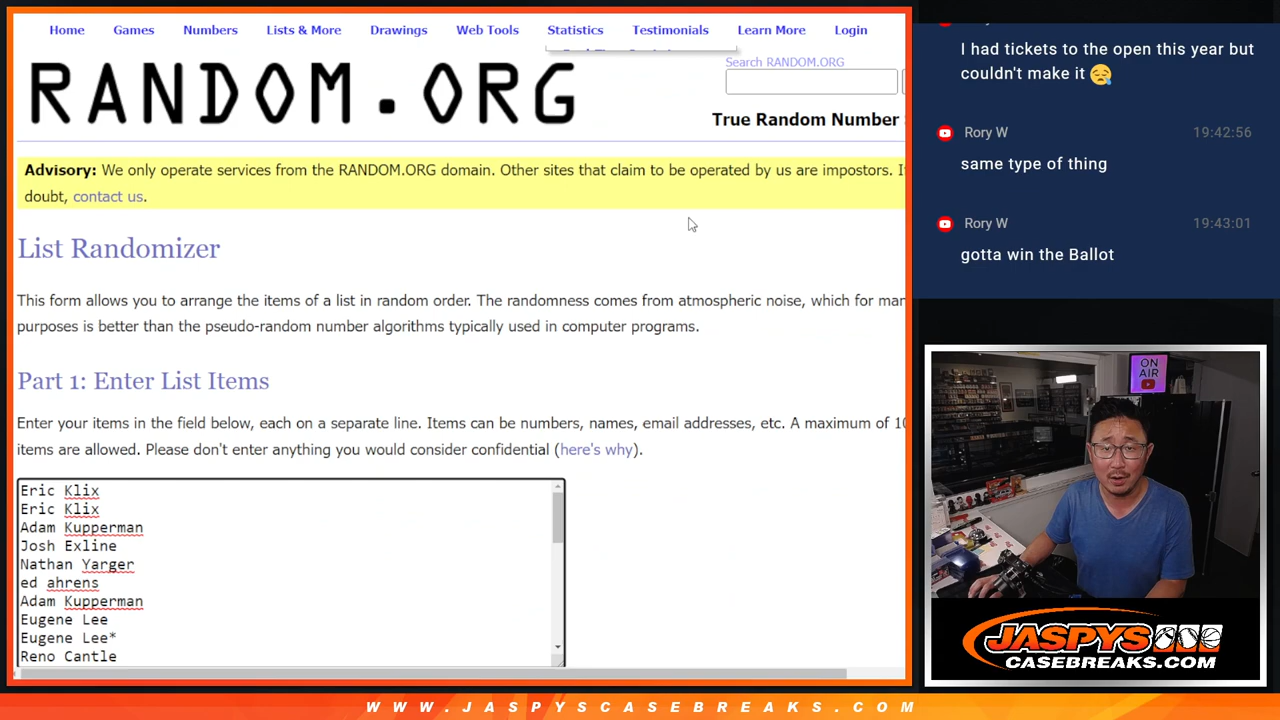 Home Games Numbers Lists & More Drawings Web Tools Statistics Testimonials Learn More Login
RANDOM.ORG
Search RANDOM.ORG
True Random Number
Advisory: We only operate services from the RANDOM.ORG domain. Other sites that claim to be operated by us are impostors. I
doubt, contact us.
List Randomizer
This form allows you to arrange the items of a list in random order. The randomness comes from atmospheric noise, which for
purposes is better than the pseudo-random number algorithms typically used in computer programs.
Part 1: Enter List Items
Enter your items in the field below, each on a separate line. Items can be numbers, names, email addresses, etc. A maximum of
items are allowed. Please don't enter anything you would consider confidential (here's why).
Eric Klix
Eric Klix
Adam Kupperman
Josh Exline
Nathan Yarger
ed ahrens
Adam Kupperman
Eugene Lee
Eugene Lee*
Reno Cantle
I had tickets to the open this year but
couldn't make it 😪
Rory W 19:42:56
same type of thing
Rory W 19:43:01
gotta win the Ballot
ON
AIR
JASPYS
CASEBREAKS.COM
WWW.JASPYSCASEBREAKS.COM